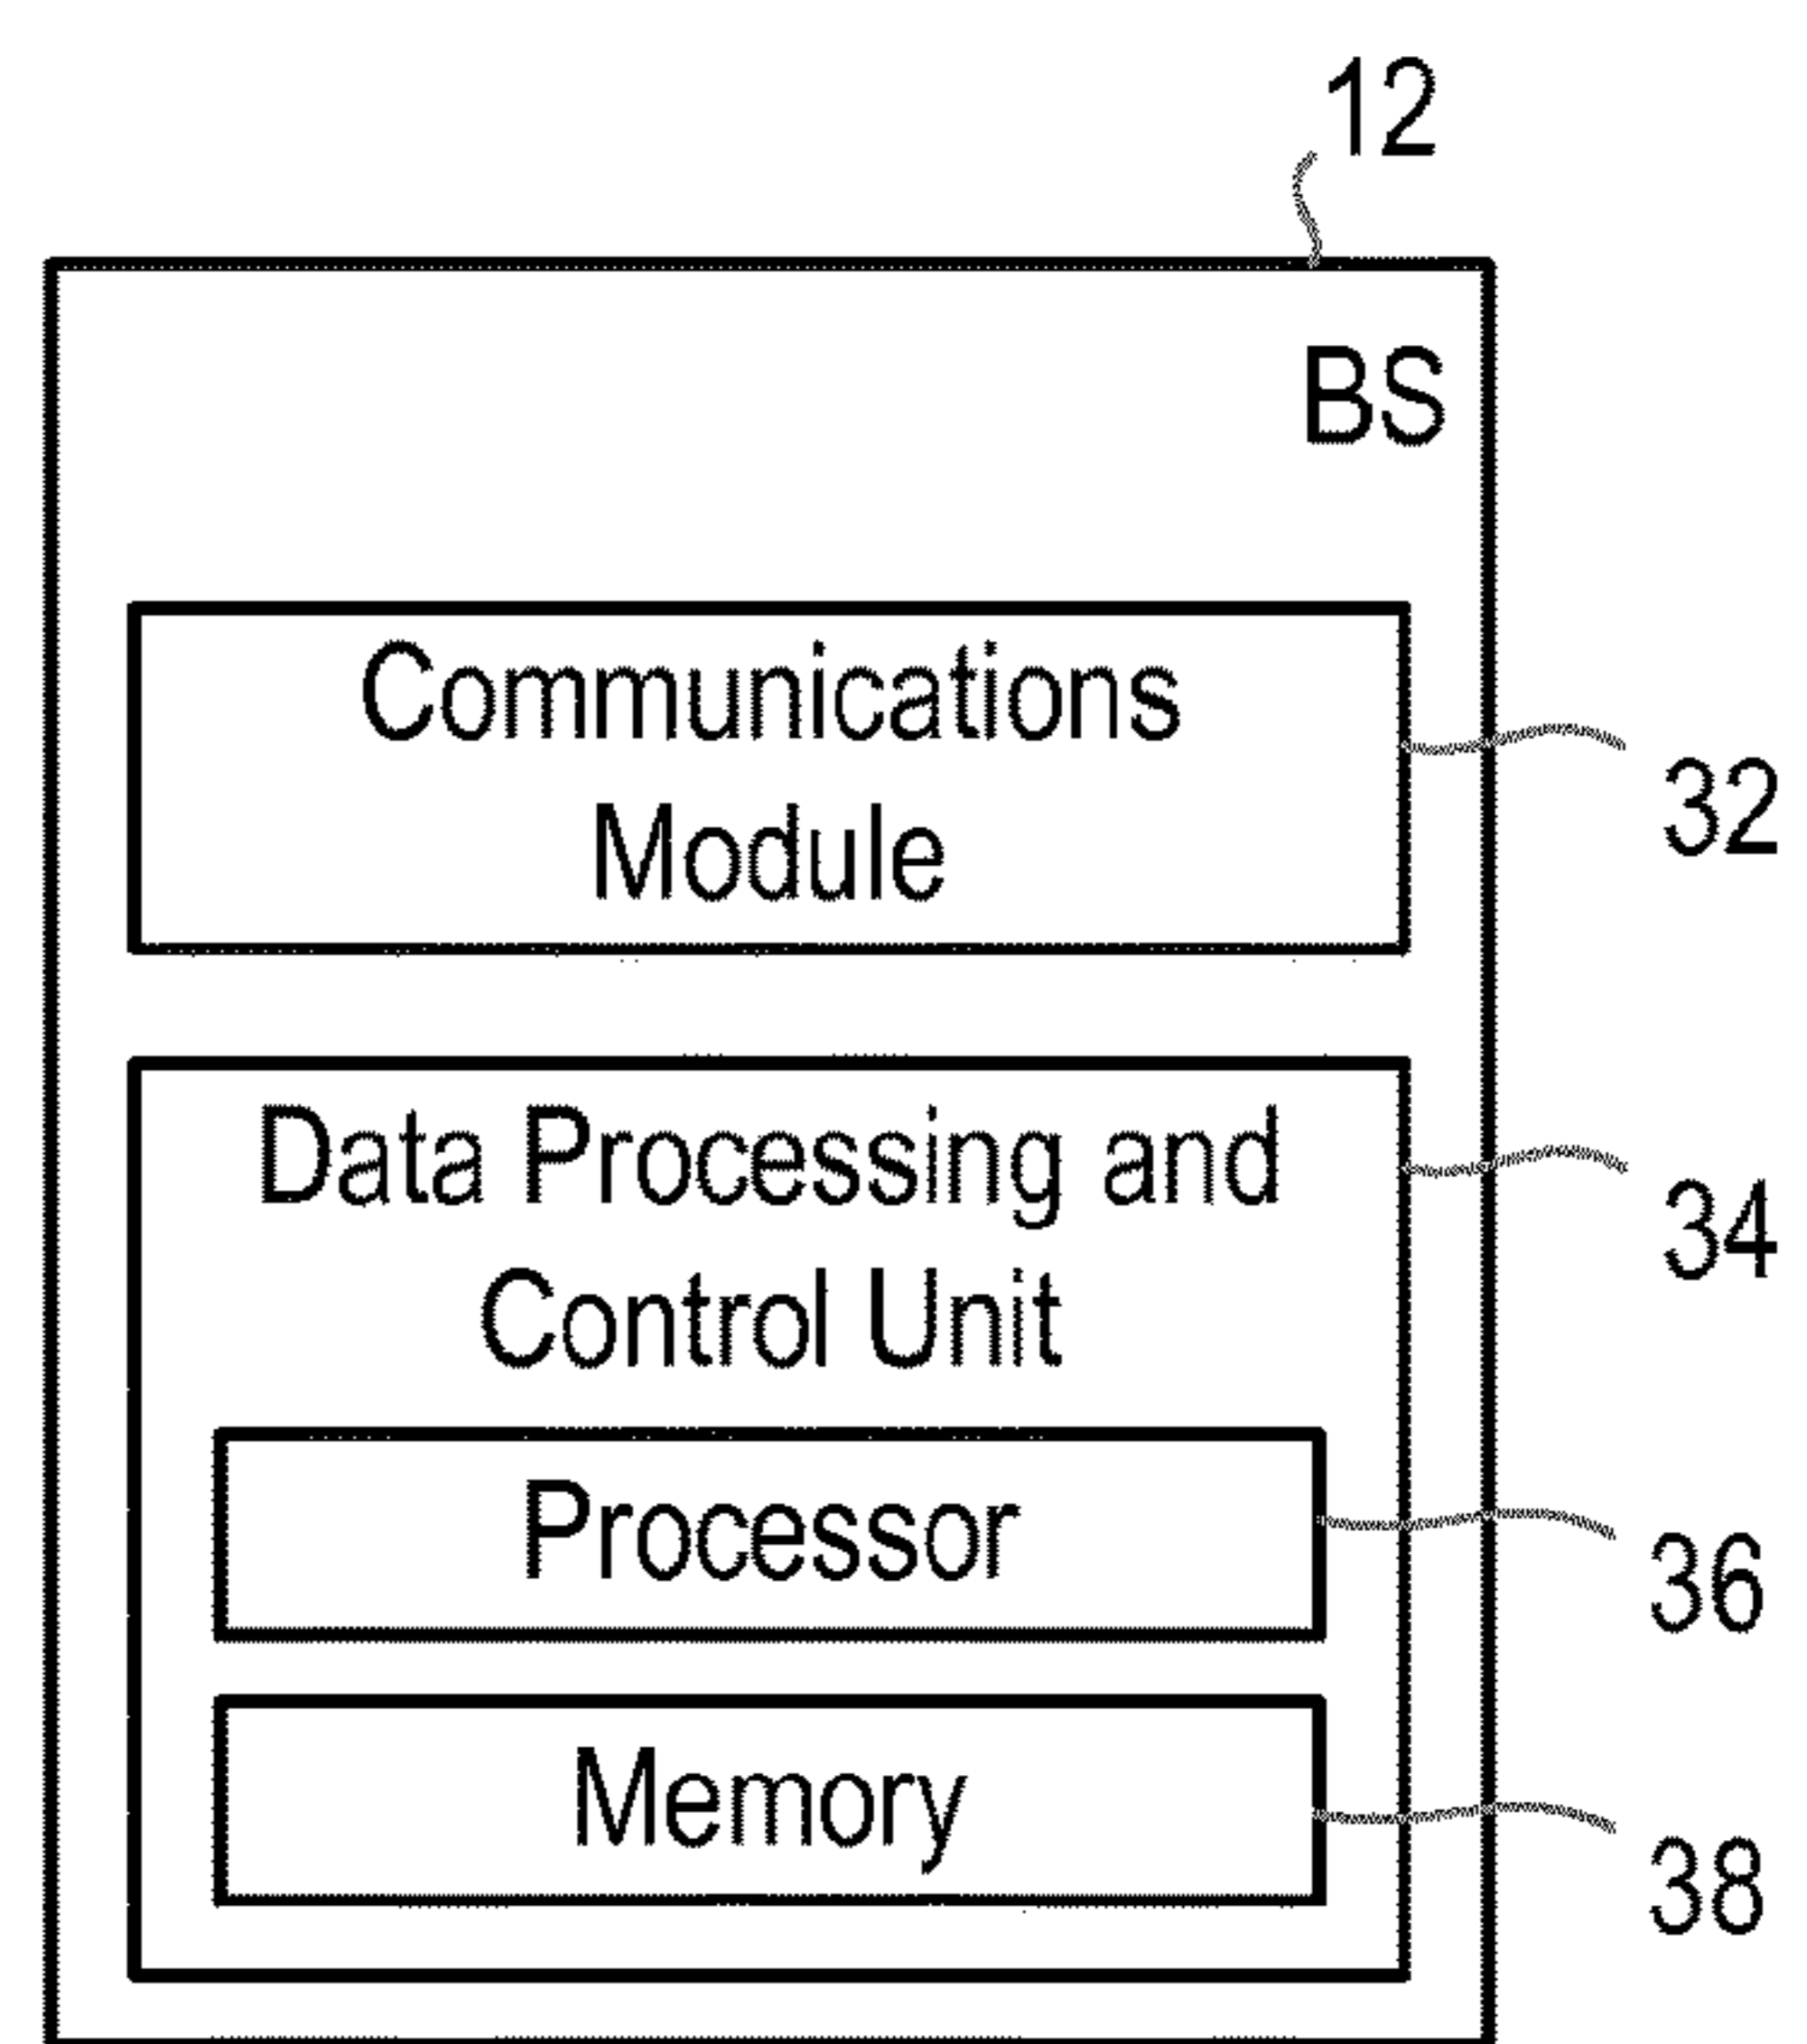 12
BS
Communications
Module
32
Data Processing and
Control Unit
34
Processor
36
Memory
38